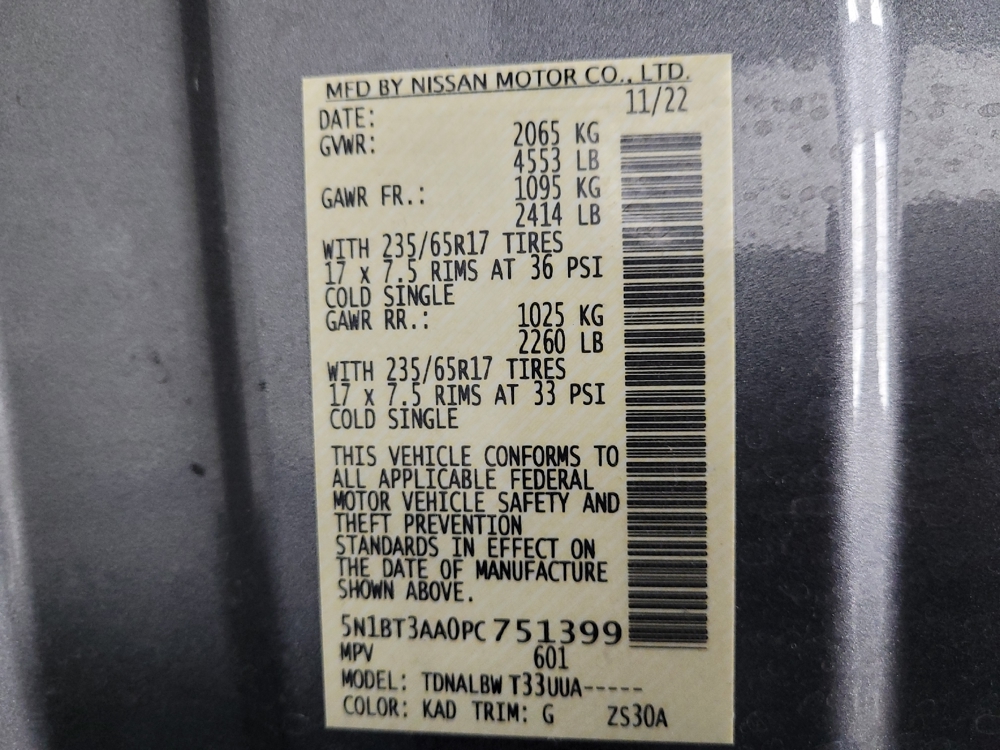 MFD BY NISSAN MOTOR CO., LTD.
DATE: 11/22
GVWR: 2065 KG
4553 LB
GAWR FR.: 1095 KG
2414 LB
WITH 235/65R17 TIRES
17 x 7.5 RIMS AT 36 PSI
COLD SINGLE
GAWR RR.: 1025 KG
2260 LB
WITH 235/65R17 TIRES
17 x 7.5 RIMS AT 33 PSI
COLD SINGLE
THIS VEHICLE CONFORMS TO
ALL APPLICABLE FEDERAL
MOTOR VEHICLE SAFETY AND
THEFT PREVENTION
STANDARDS IN EFFECT ON
THE DATE OF MANUFACTURE
SHOWN ABOVE.
5N1BT3AA0PC751399
MPV 601
MODEL: TDNALBW T33UUA-----
COLOR: KAD TRIM: G ZS30A